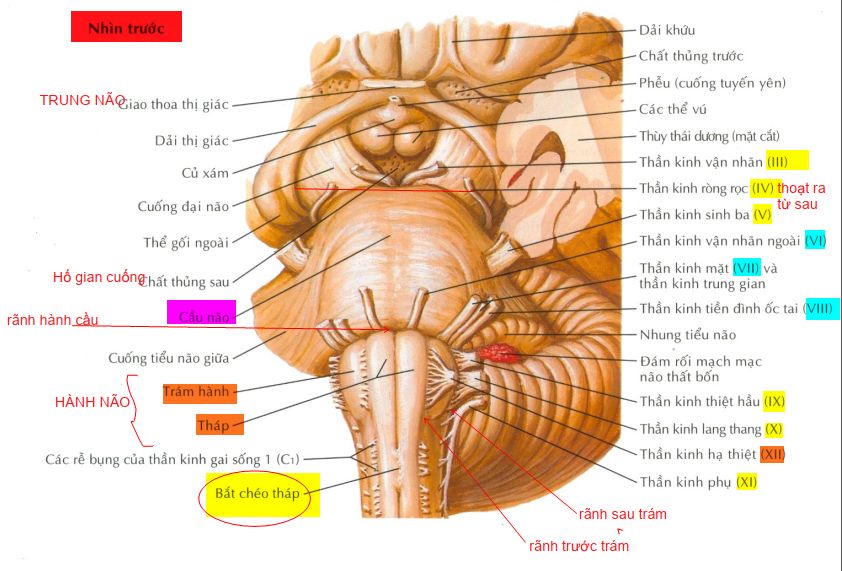 Nhìn trước
TRUNG NÃO
Giao thoa thị giác
Dải thị giác
Củ xám
Cuống đại não
Thể gối ngoài
Hố gian cuống
Chất thủng sau
Cầu não
rãnh hành cầu
Cuống tiểu não giữa
HÀNH NÃO
Trám hành
Tháp
Các rễ bụng của thần kinh gai sống 1 (C1)
Bắt chéo tháp
Dải khứu
Chất thủng trước
Phễu (cuống tuyến yên)
Các thể vú
Thùy thái dương (mặt cắt)
Thần kinh vận nhãn (III)
Thần kinh ròng rọc (IV) thoạt ra
từ sau
Thần kinh sinh ba (V)
Thần kinh vận nhãn ngoài (VI)
Thần kinh mặt (VII) và
thần kinh trung gian
Thần kinh tiền đình ốc tai (VIII)
Nhung tiểu não
Đám rối mạch mạc
não thất bốn
Thần kinh thiệt hầu (IX)
Thần kinh lang thang (X)
Thần kinh hạ thiệt (XII)
Thần kinh phụ (XI)
rãnh sau trám
rãnh trước trám